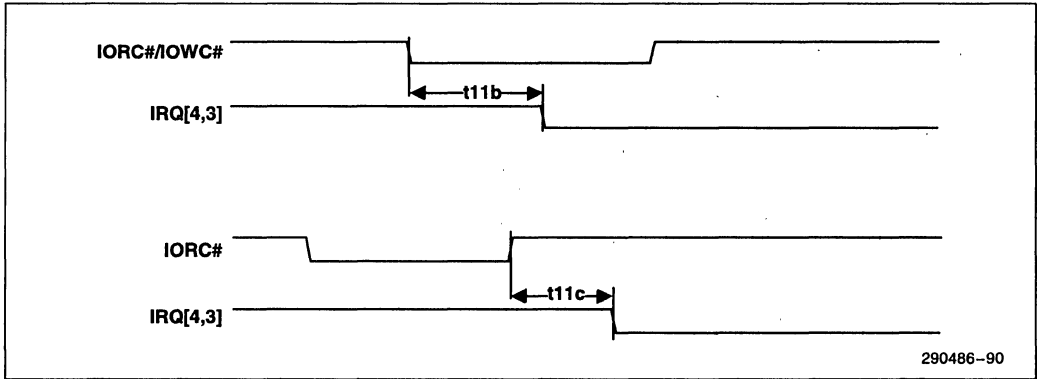 IORC#/IOWC#
t11b
IRQ[4,3]
IORC#
t11c
IRQ[4,3]
290486-90